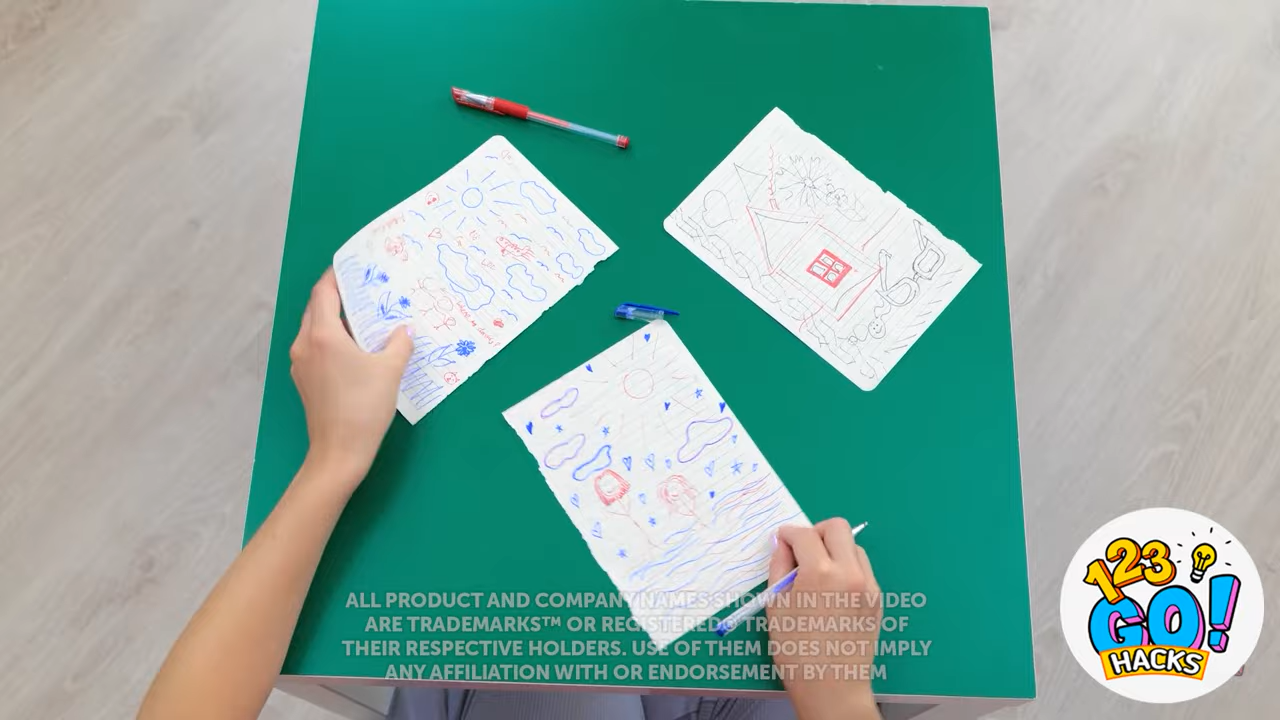 ALL PRODUCT AND COMPANY NAMES SHOWN IN THE VIDEO
ARE TRADEMARKS™ OR REGISTERED® TRADEMARKS OF
THEIR RESPECTIVE HOLDERS. USE OF THEM DOES NOT IMPLY
ANY AFFILIATION WITH OR ENDORSEMENT BY THEM
123
GO!
HACKS